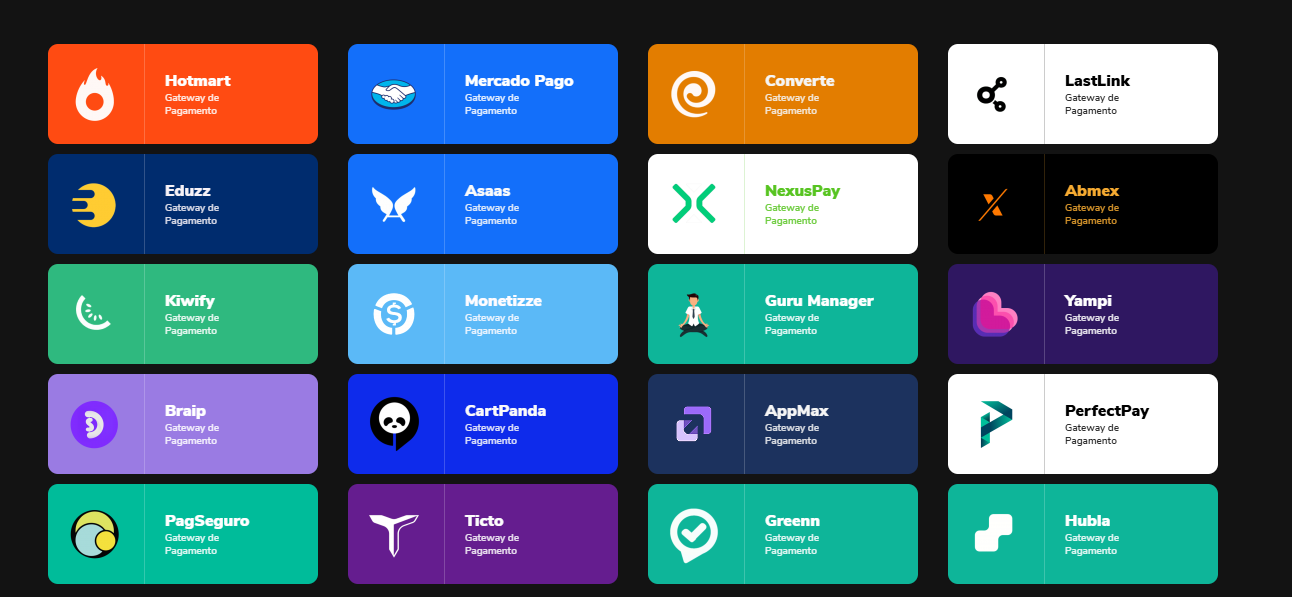 Hotmart
Gateway de
Pagamento
Mercado Pago
Gateway de
Pagamento
Converte
Gateway de
Pagamento
LastLink
Gateway de
Pagamento
Eduzz
Gateway de
Pagamento
Asaas
Gateway de
Pagamento
NexusPay
Gateway de
Pagamento
Abmex
Gateway de
Pagamento
Kiwify
Gateway de
Pagamento
Monetizze
Gateway de
Pagamento
Guru Manager
Gateway de
Pagamento
Yampi
Gateway de
Pagamento
Braip
Gateway de
Pagamento
CartPanda
Gateway de
Pagamento
AppMax
Gateway de
Pagamento
PerfectPay
Gateway de
Pagamento
PagSeguro
Gateway de
Pagamento
Ticto
Gateway de
Pagamento
Greenn
Gateway de
Pagamento
Hubla
Gateway de
Pagamento